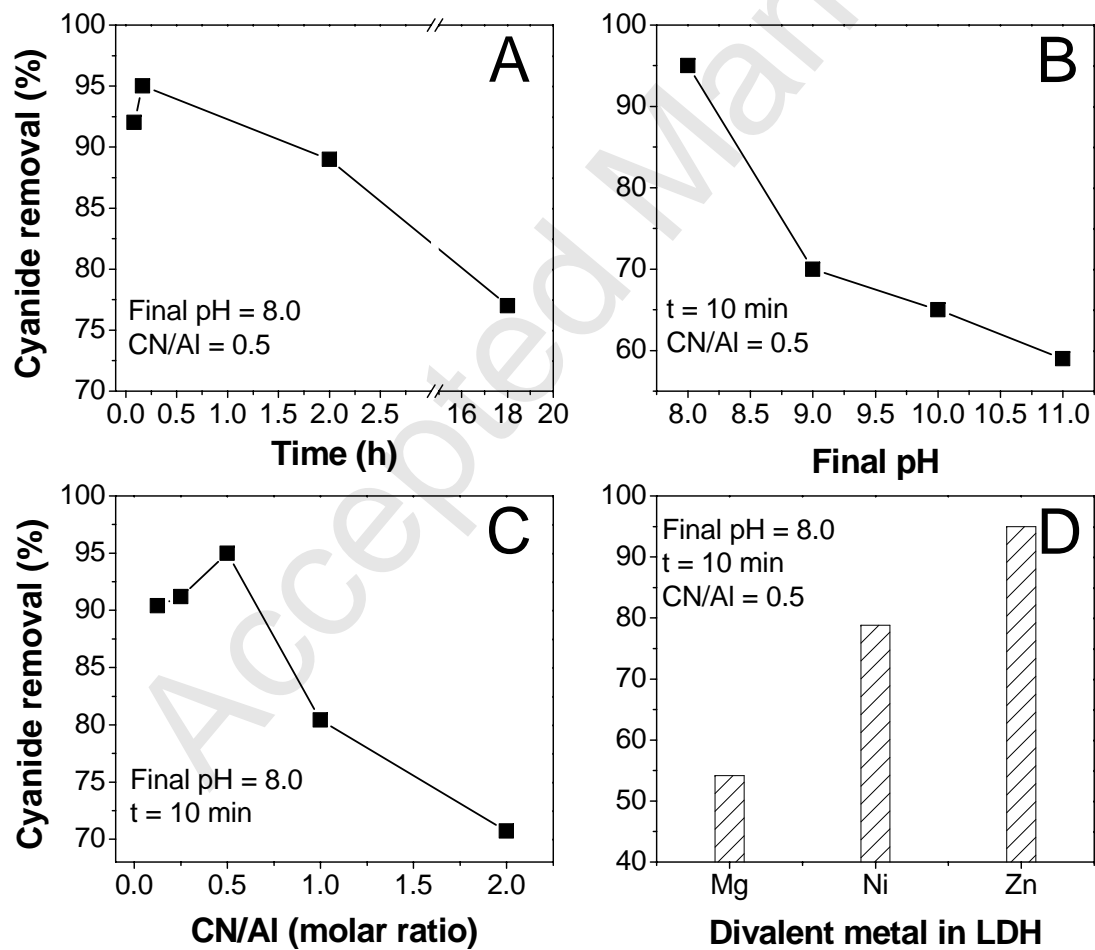 A
Cyanide removal (%)
100
95
90
85
80
75
70
Final pH = 8.0
CN/Al = 0.5
0.0 0.5 1.0 1.5 2.0 2.5 16 18 20
Time (h)
B
100
90
80
70
60
t = 10 min
CN/Al = 0.5
8.0 8.5 9.0 9.5 10.0 10.5 11.0
Final pH
C
Cyanide removal (%)
100
95
90
85
80
75
70
Final pH = 8.0
t = 10 min
0.0 0.5 1.0 1.5 2.0
CN/Al (molar ratio)
D
100
90
80
70
60
50
40
Final pH = 8.0
t = 10 min
CN/Al = 0.5
Mg Ni Zn
Divalent metal in LDH
Accepted Man